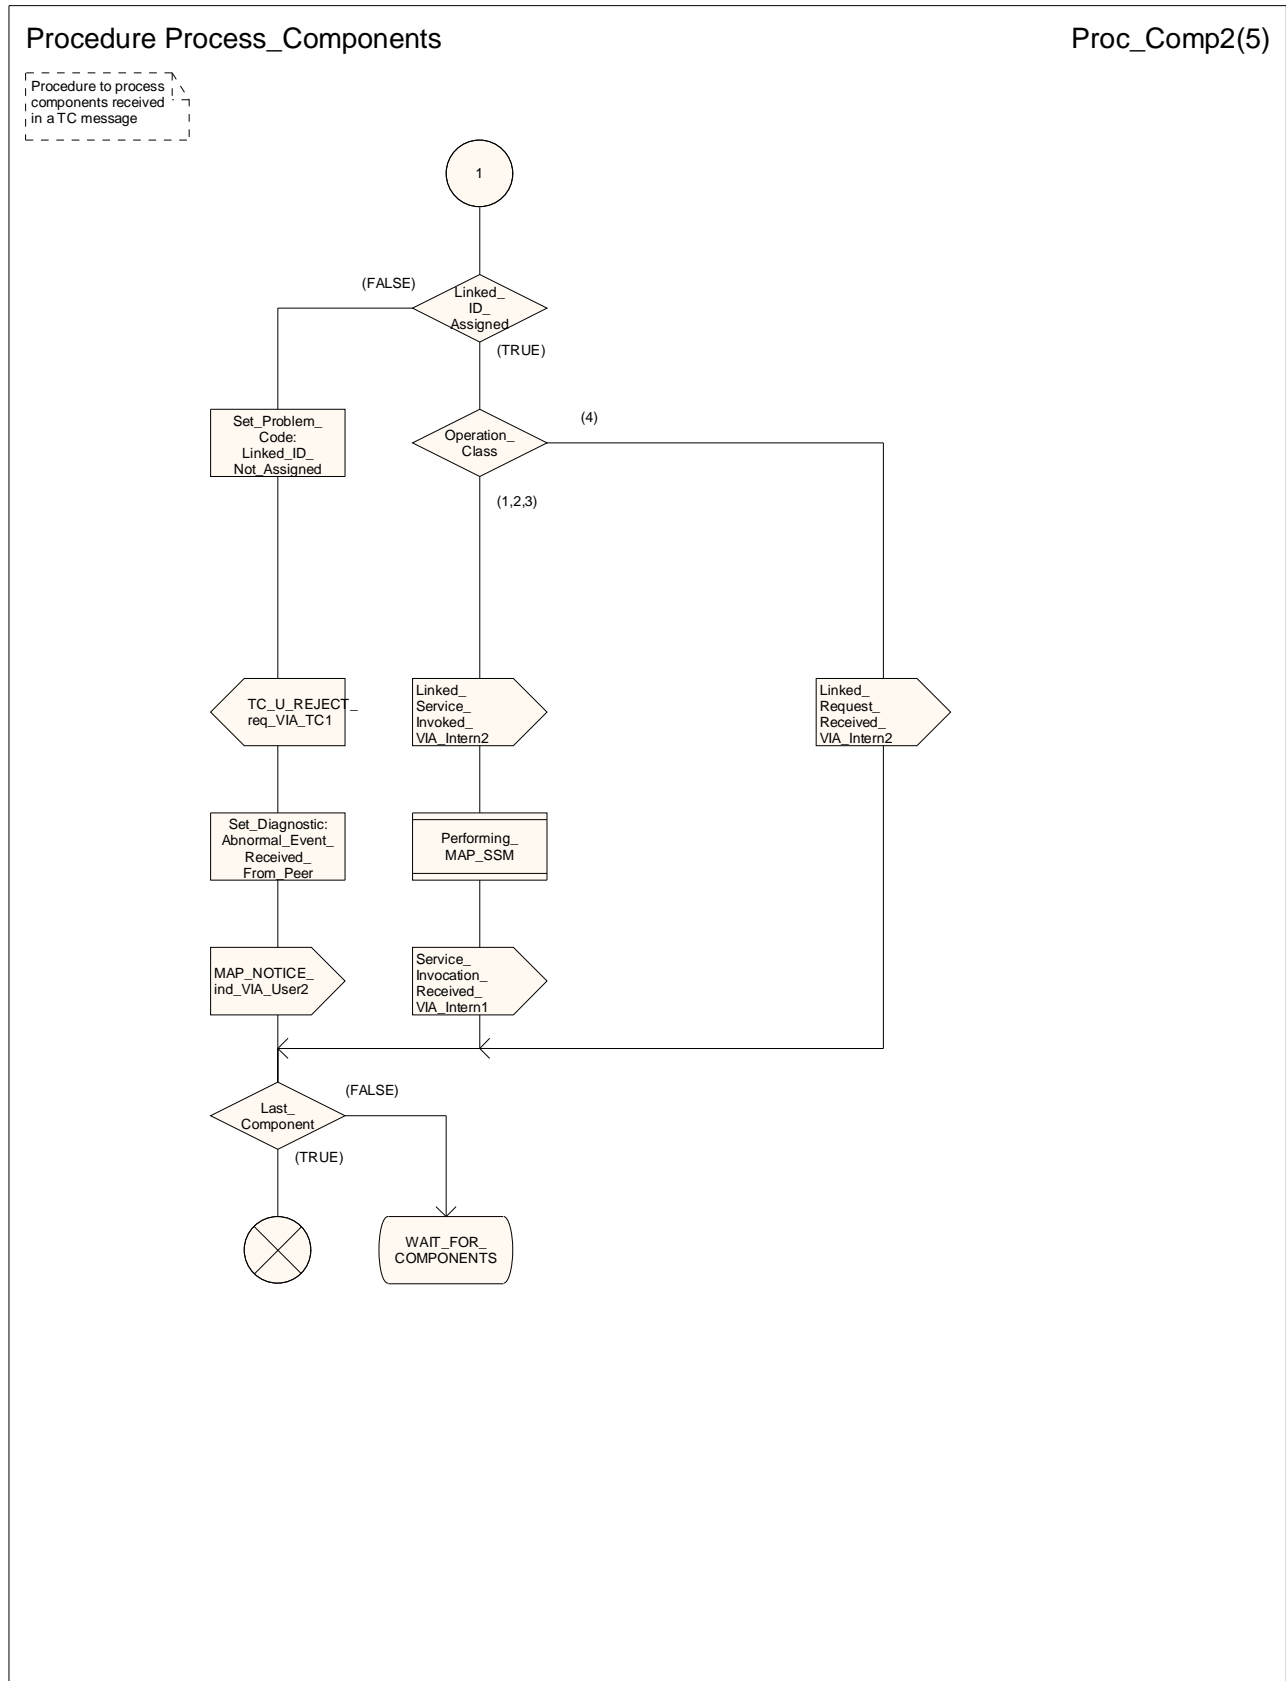 Procedure Process_Components
Proc_Comp2(5)
Procedure to process
components received
in a TC message
1
(FALSE)
Linked_
ID_
Assigned
(TRUE)
Set_Problem_
Code:
Linked_ID_
Not_Assigned
Operation_
Class
(4)
(1,2,3)
TC_U_REJECT_
req_VIA_TC1
Linked_
Service_
Invoked_
VIA_Intern2
Linked_
Request_
Received_
VIA_Intern2
Set_Diagnostic:
Abnormal_Event_
Received_
From_Peer
Performing_
MAP_SSM
MAP_NOTICE_
ind_VIA_User2
Service_
Invocation_
Received_
VIA_Intern1
(FALSE)
Last_
Component
(TRUE)
WAIT_FOR_
COMPONENTS